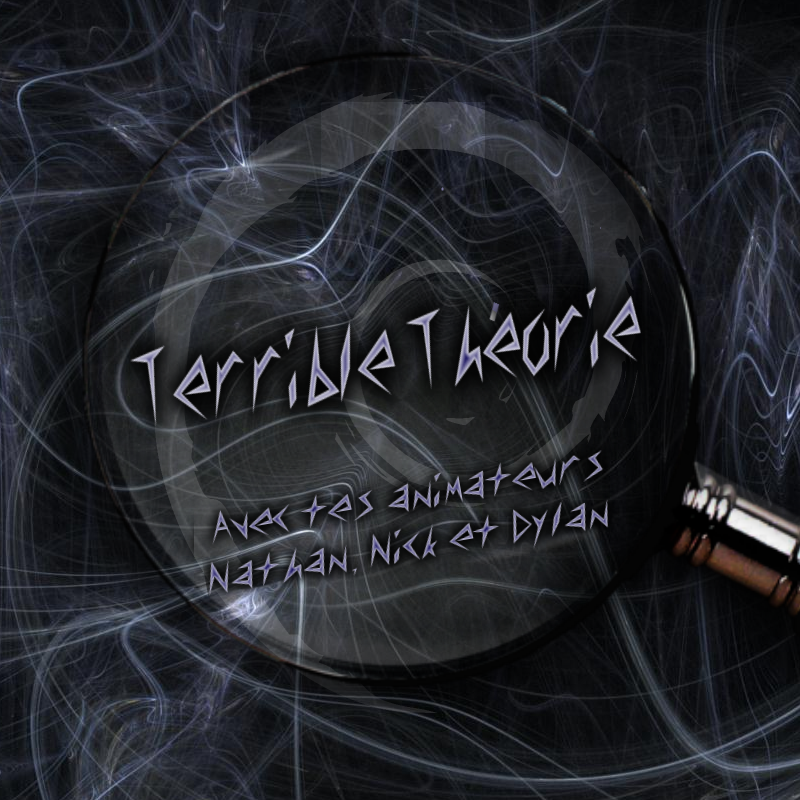 Terrible Théorie
Avec tes animateurs
Nathan, Nick et Dylan